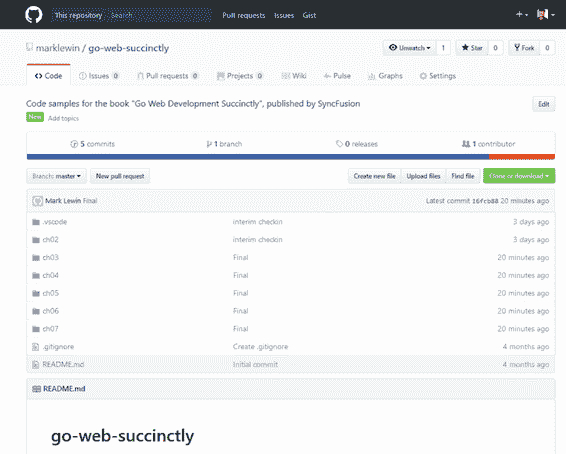 This repository Search Pull requests Issues Gist
marklewin / go-web-succinctly Unwatch 1 Star 0 Fork 0
Code Issues 0 Pull requests 0 Projects 0 Wiki Pulse Graphs Settings
Code samples for the book "Go Web Development Succinctly", published by SyncFusion Edit
New Add topics
5 commits 1 branch 0 releases 1 contributor
Branch: master New pull request Create new file Upload files Find file Clone or download
Mark Lewin Final Latest commit 16fcb88 20 minutes ago
.vscode interim checkin 3 days ago
ch02 interim checkin 3 days ago
ch03 Final 20 minutes ago
ch04 Final 20 minutes ago
ch05 Final 20 minutes ago
ch06 Final 20 minutes ago
ch07 Final 20 minutes ago
.gitignore Create .gitignore 4 months ago
README.md Initial commit 4 months ago
README.md
go-web-succinctly